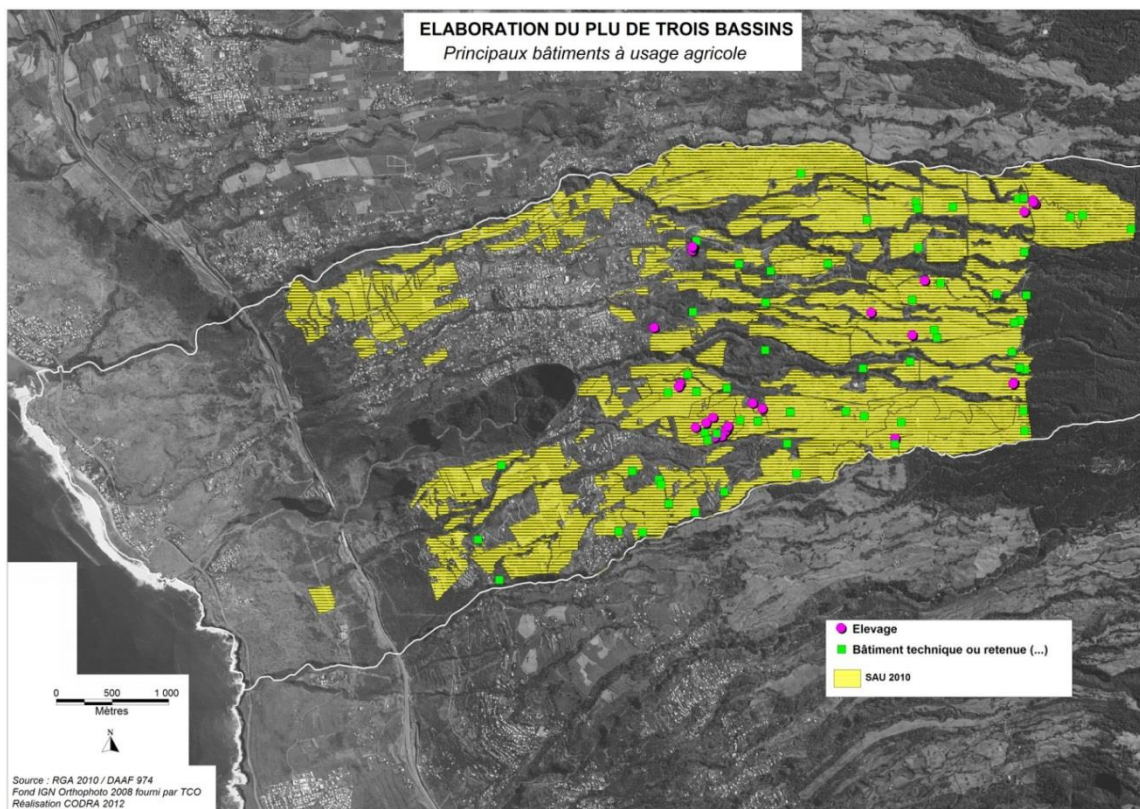 ELABORATION DU PLU DE TROIS BASSINS
Principaux bâtiments à usage agricole
Elevage
Bâtiment technique ou retenue (...)
SAU 2010
0 500 1 000
Mètres
N
Source : RGA 2010 / DAAF 974
Fond IGN Orthophoto 2008 fourni par TCO
Réalisation CODRA 2012